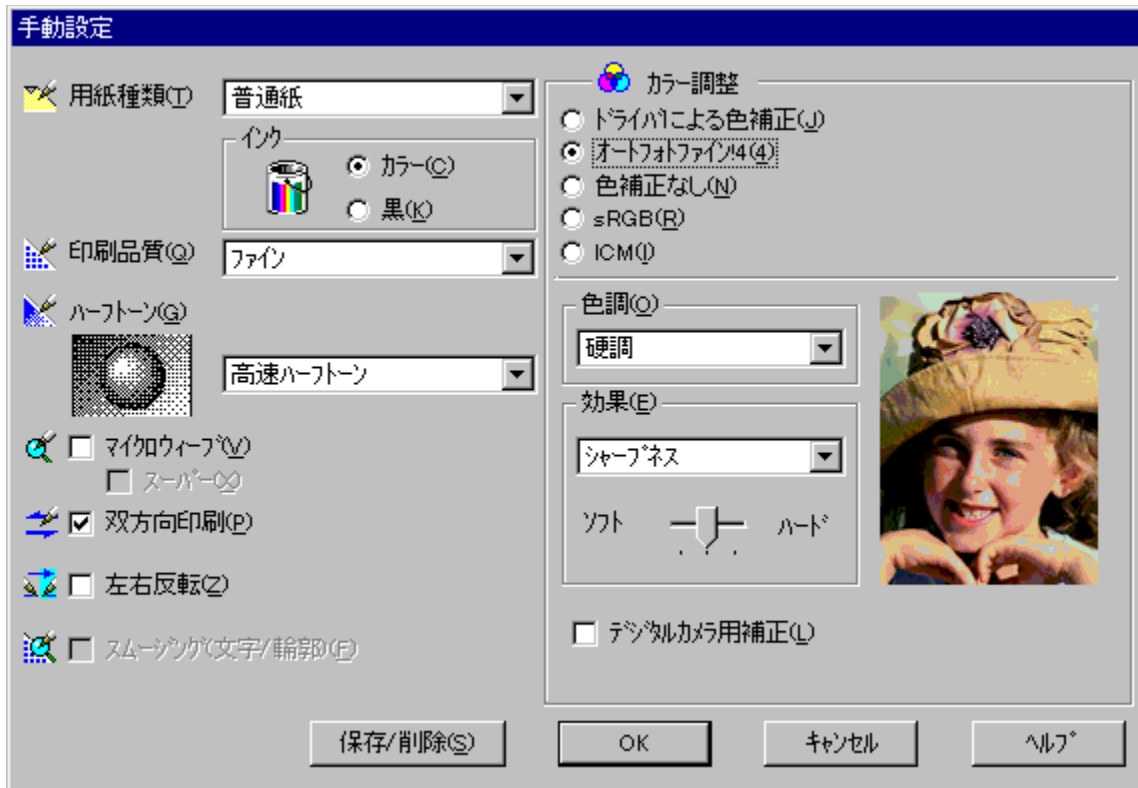 手動設定
用紙種類(T)
普通紙
インク
カラー(C)
黒(K)
印刷品質(Q)
ファイン
ハーフトーン(G)
高速ハーフトーン
マイクロウィーブ(V)
スーパー(X)
双方向印刷(P)
左右反転(Z)
スムージング(文字/輪郭)(F)
カラー調整
ドライバによる色補正(J)
オートフォトファイン!4(4)
色補正なし(N)
sRGB(R)
ICM(I)
色調(O)
硬調
効果(E)
シャープネス
ソフト
ハード
デジタルカメラ用補正(L)
保存/削除(S)
OK
キャンセル
ヘルプ